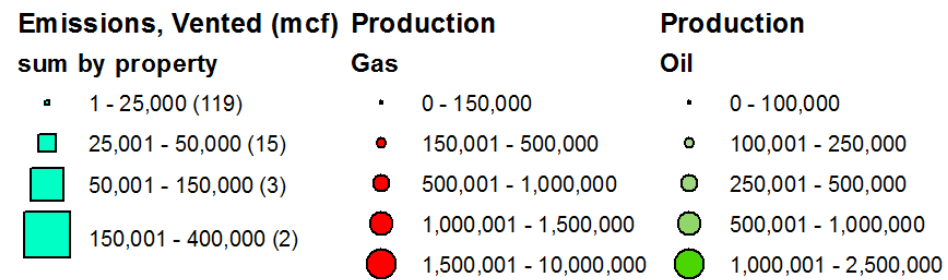 Emissions, Vented (mcf)
sum by property
1 - 25,000 (119)
25,001 - 50,000 (15)
50,001 - 150,000 (3)
150,001 - 400,000 (2)
Production
Gas
0 - 150,000
150,001 - 500,000
500,001 - 1,000,000
1,000,001 - 1,500,000
1,500,001 - 10,000,000
Production
Oil
0 - 100,000
100,001 - 250,000
250,001 - 500,000
500,001 - 1,000,000
1,000,001 - 2,500,000